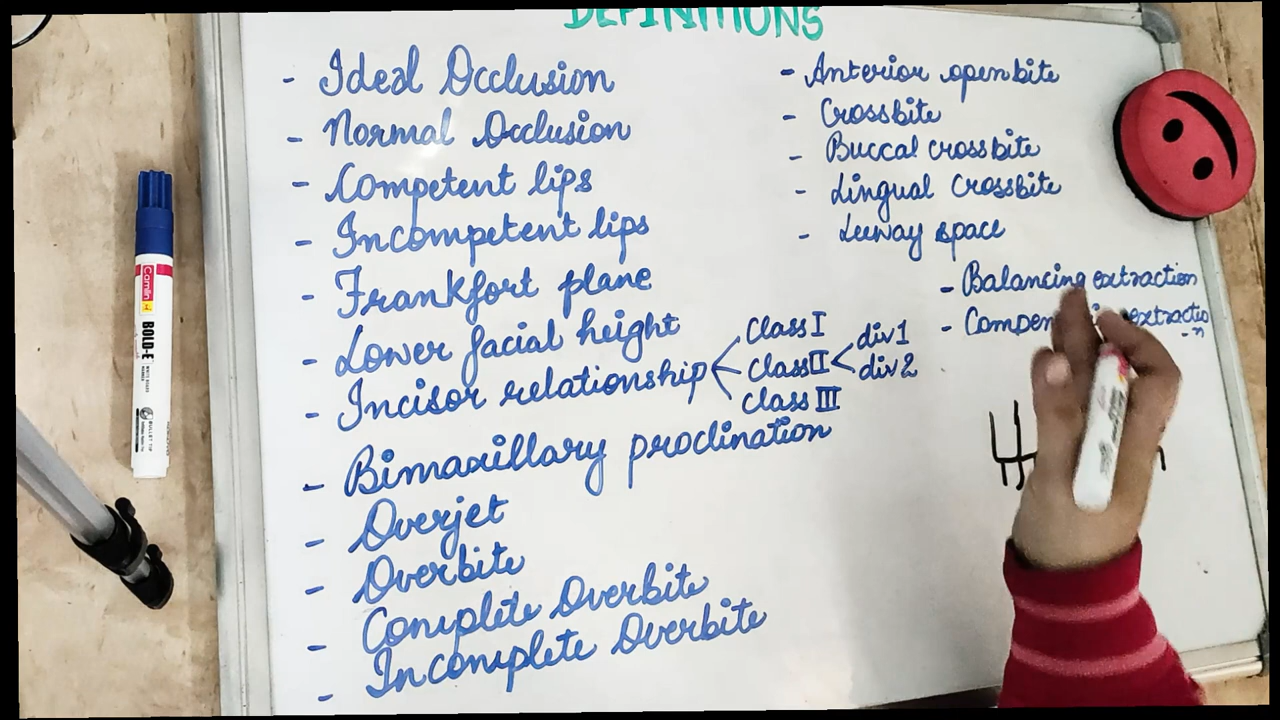 DEFINITIONS
- Ideal Occlusion
- Normal Occlusion
- Competent lips
- Incompetent lips
- Frankfort plane
- Lower facial height
- Incisor relationship
Class I
Class II
div 1
div 2
Class III
- Bimaxillary proclination
- Overjet
- Overbite
- Complete Overbite
- Incomplete Overbite
- Anterior openbite
- Crossbite
- Buccal crossbite
- Lingual Crossbite
- Leeway space
- Balancing extraction
- Compen extractio
-n
Camlin
BOLD-E